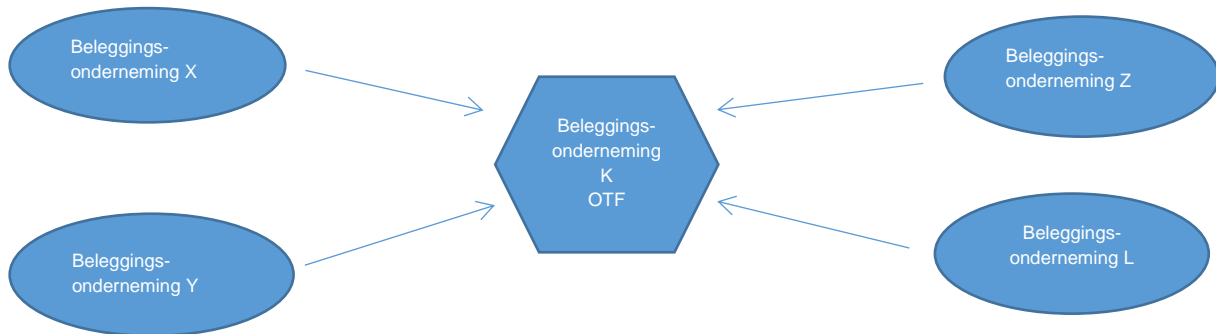 Beleggings-
onderneming X
Beleggings-
onderneming Y
Beleggings-
onderneming
K
OTF
Beleggings-
onderneming Z
Beleggings-
onderneming L